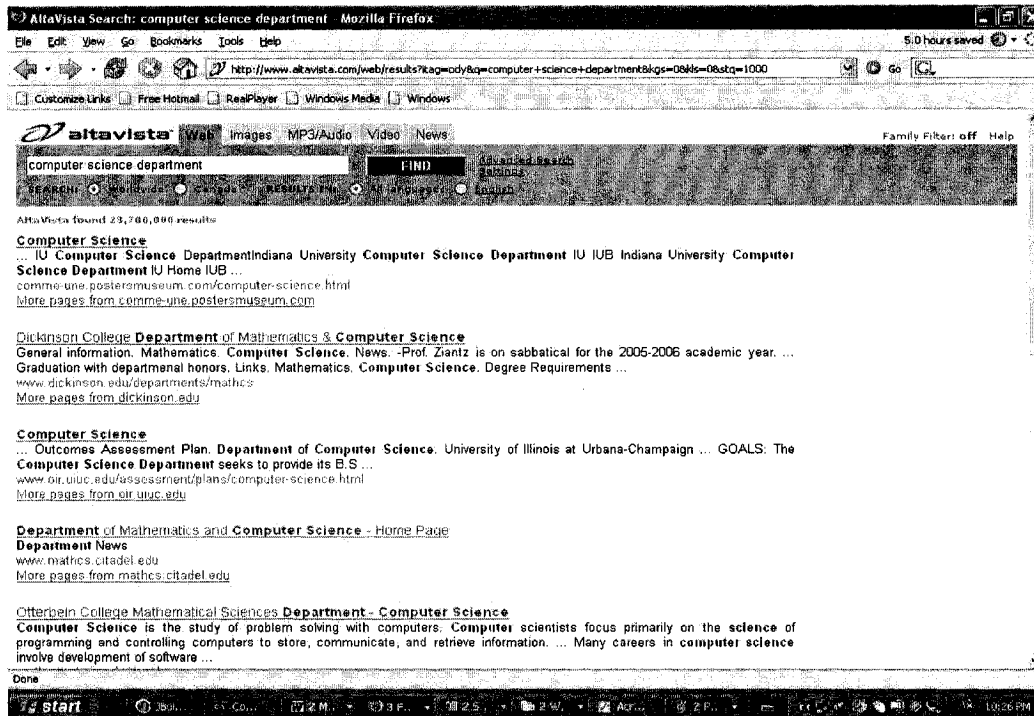 AltaVista Search: computer science department - Mozilla Firefox
File Edit View Go Bookmarks Tools Help
5.0 hours saved
http://www.altavista.com/web/results?itag=ody&q=computer+science+department&kgs=0&kls=0&stq=1000
Go
Customize Links Free Hotmail RealPlayer Windows Media Windows
altavista Web Images MP3/Audio Video News
Family Filter: off Help
computer science department FIND Advanced Search
Settings
SEARCH: Worldwide Canada RESULTS IN: All languages English
AltaVista found 23,700,000 results
Computer Science
... IU Computer Science DepartmentIndiana University Computer Science Department IU IUB Indiana University Computer
Science Department IU Home IUB ...
comme-une.postersmuseum.com/computer-science.html
More pages from comme-une.postersmuseum.com
Dickinson College Department of Mathematics & Computer Science
General information. Mathematics. Computer Science. News. -Prof. Ziantz is on sabbatical for the 2005-2006 academic year. ...
Graduation with departmenal honors. Links. Mathematics. Computer Science. Degree Requirements ...
www.dickinson.edu/departments/mathcs
More pages from dickinson.edu
Computer Science
... Outcomes Assessment Plan. Department of Computer Science. University of Illinois at Urbana-Champaign ... GOALS: The
Computer Science Department seeks to provide its B.S ...
www.oir.uiuc.edu/assessment/plans/computer-science.html
More pages from oir.uiuc.edu
Department of Mathematics and Computer Science - Home Page
Department News
www.mathcs.citadel.edu
More pages from mathcs.citadel.edu
Otterbein College Mathematical Sciences Department - Computer Science
Computer Science is the study of problem solving with computers. Computer scientists focus primarily on the science of
programming and controlling computers to store, communicate, and retrieve information. ... Many careers in computer science
involve development of software ...
Done
start Co... 2 M... 3 F... 2 W... Acr... 2 P... 10:26 PM